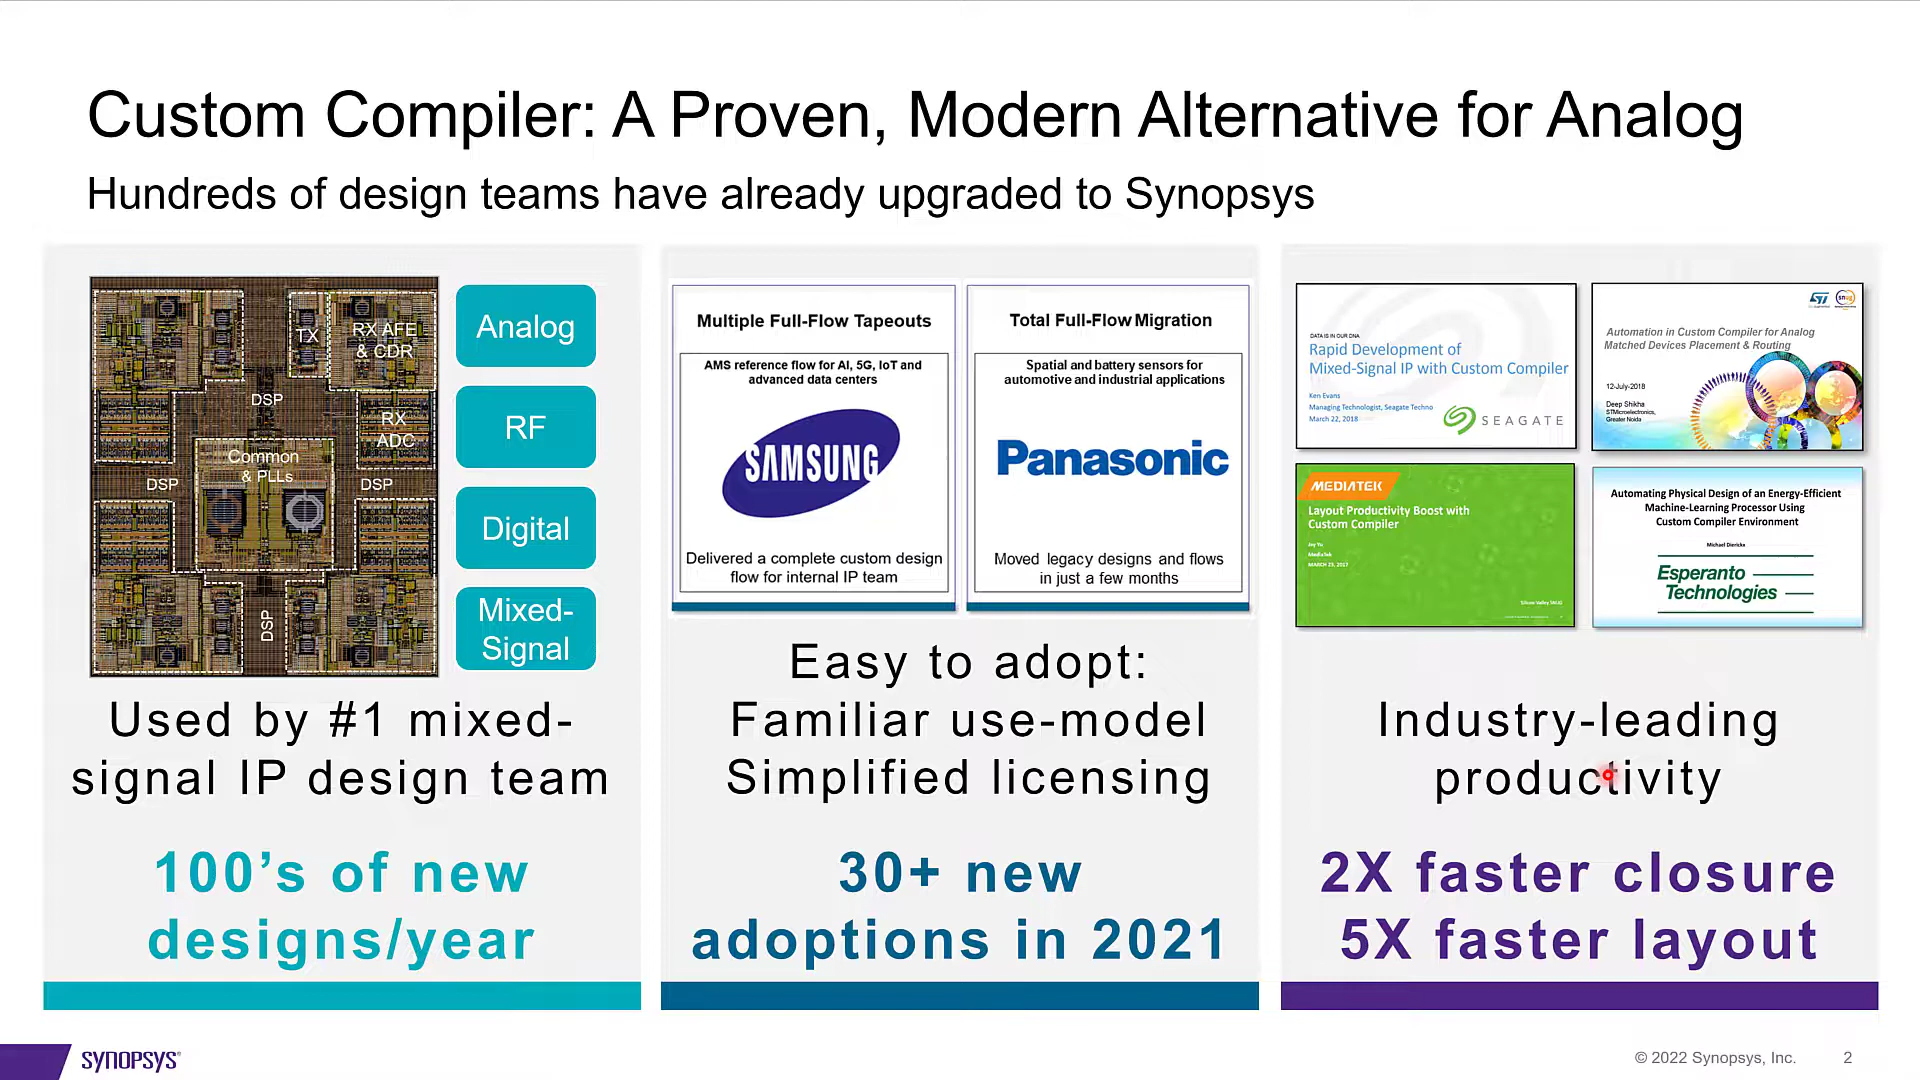 Custom Compiler: A Proven, Modern Alternative for Analog
Hundreds of design teams have already upgraded to Synopsys
TX
RX AFE
& CDR
DSP
RX
ADC
Common
& PLLs
DSP
DSP
DSP
Analog
RF
Digital
Mixed-
Signal
Used by #1 mixed-
signal IP design team
100’s of new
designs/year
Multiple Full-Flow Tapeouts
AMS reference flow for AI, 5G, IoT and
advanced data centers
SAMSUNG
Delivered a complete custom design
flow for internal IP team
Total Full-Flow Migration
Spatial and battery sensors for
automotive and industrial applications
Panasonic
Moved legacy designs and flows
in just a few months
Easy to adopt:
Familiar use-model
Simplified licensing
30+ new
adoptions in 2021
DATA IS IN OUR DNA
Rapid Development of
Mixed-Signal IP with Custom Compiler
Ken Evans
Managing Technologist, Seagate Techno
March 22, 2018
SEAGATE
ST
snug
Automation in Custom Compiler for Analog
Matched Devices Placement & Routing
12-July-2018
Deep Shikha
STMicroelectronics,
Greater Noida
MEDIATEK
Layout Productivity Boost with
Custom Compiler
Joy Yu
MediaTek
MARCH 23, 2017
Silicon Valley SNUG
Automating Physical Design of an Energy-Efficient
Machine-Learning Processor Using
Custom Compiler Environment
Michael Dierickx
Esperanto
Technologies
Industry-leading
productivity
2X faster closure
5X faster layout
SYNOPSYS
© 2022 Synopsys, Inc.
2